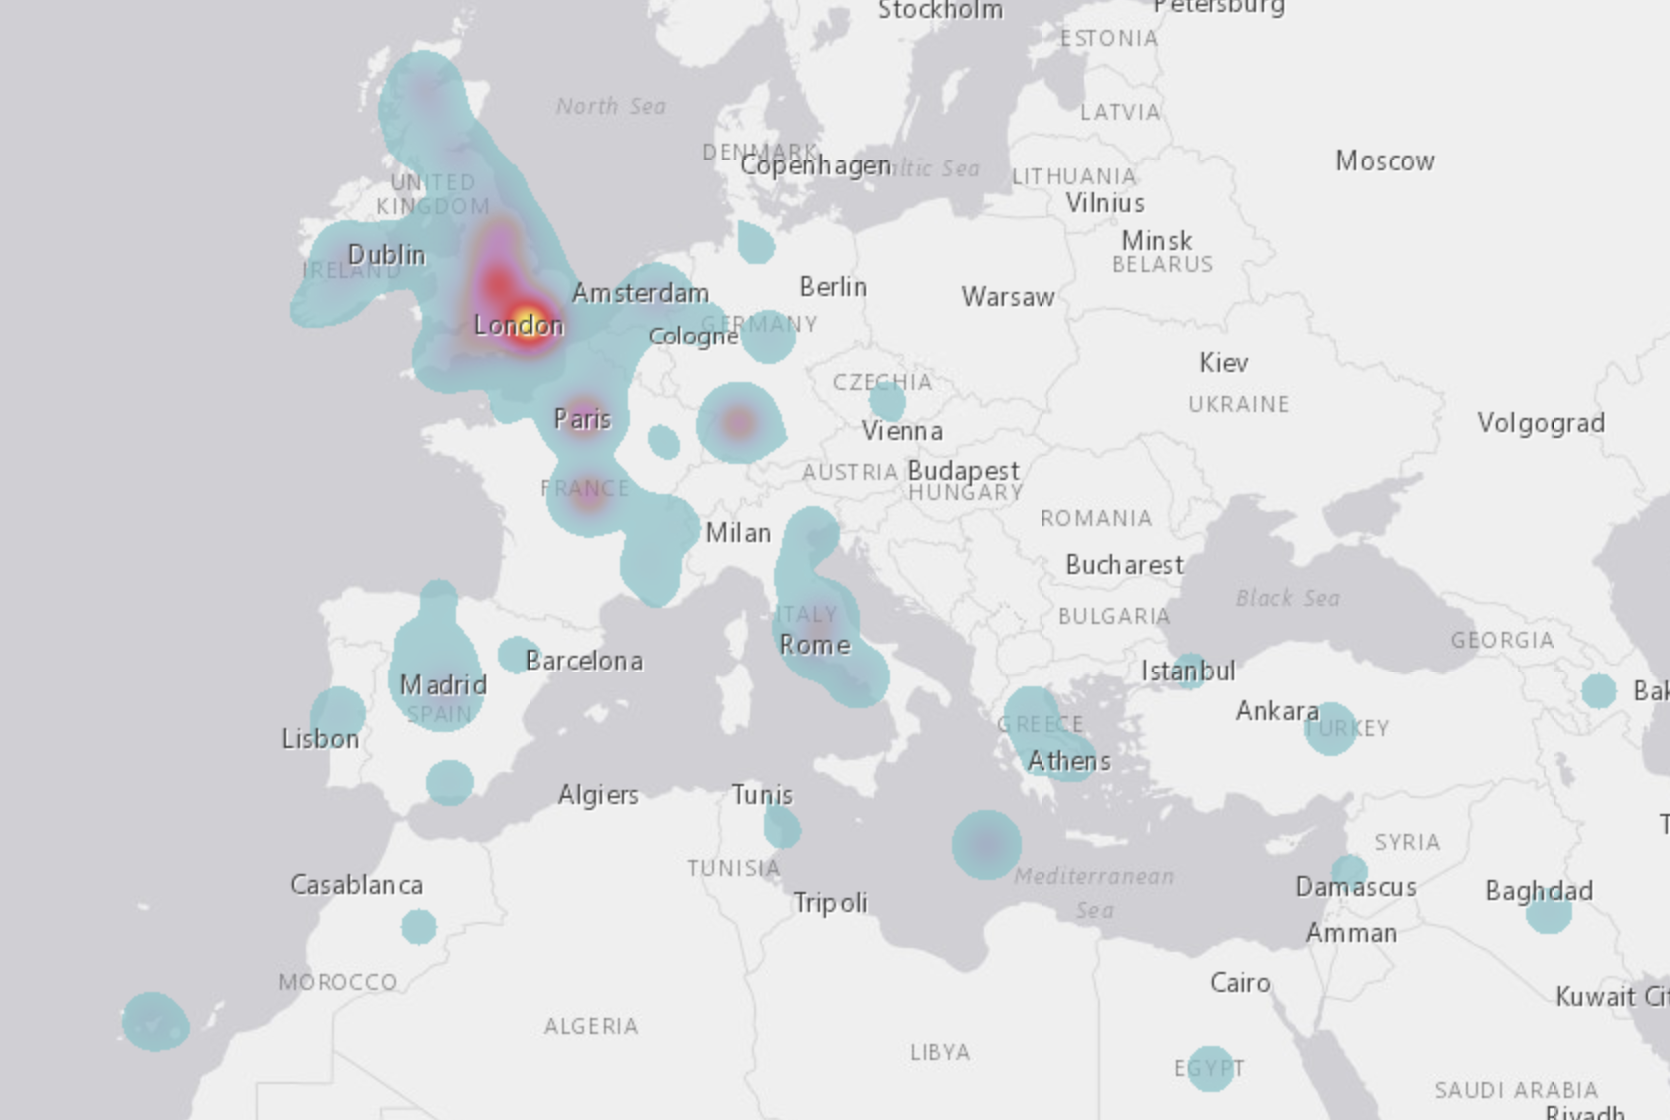 Stockholm
Petersburg
ESTONIA
North Sea
LATVIA
DENMARK
Copenhagen
Baltic Sea
Moscow
LITHUANIA
UNITED
KINGDOM
Vilnius
Minsk
BELARUS
Dublin
IRELAND
Amsterdam
Berlin
Warsaw
London
GERMANY
Cologne
Kiev
CZECHIA
UKRAINE
Paris
Vienna
Volgograd
AUSTRIA
Budapest
FRANCE
HUNGARY
ROMANIA
Milan
Bucharest
Black Sea
ITALY
BULGARIA
GEORGIA
Rome
Barcelona
Istanbul
Madrid
Bak
SPAIN
Ankara
GREECE
TURKEY
Lisbon
Athens
Algiers
Tunis
T
SYRIA
TUNISIA
Mediterranean
Sea
Casablanca
Damascus
Baghdad
Tripoli
Amman
MOROCCO
Cairo
Kuwait Cit
ALGERIA
LIBYA
EGYPT
SAUDI ARABIA
Riyadh